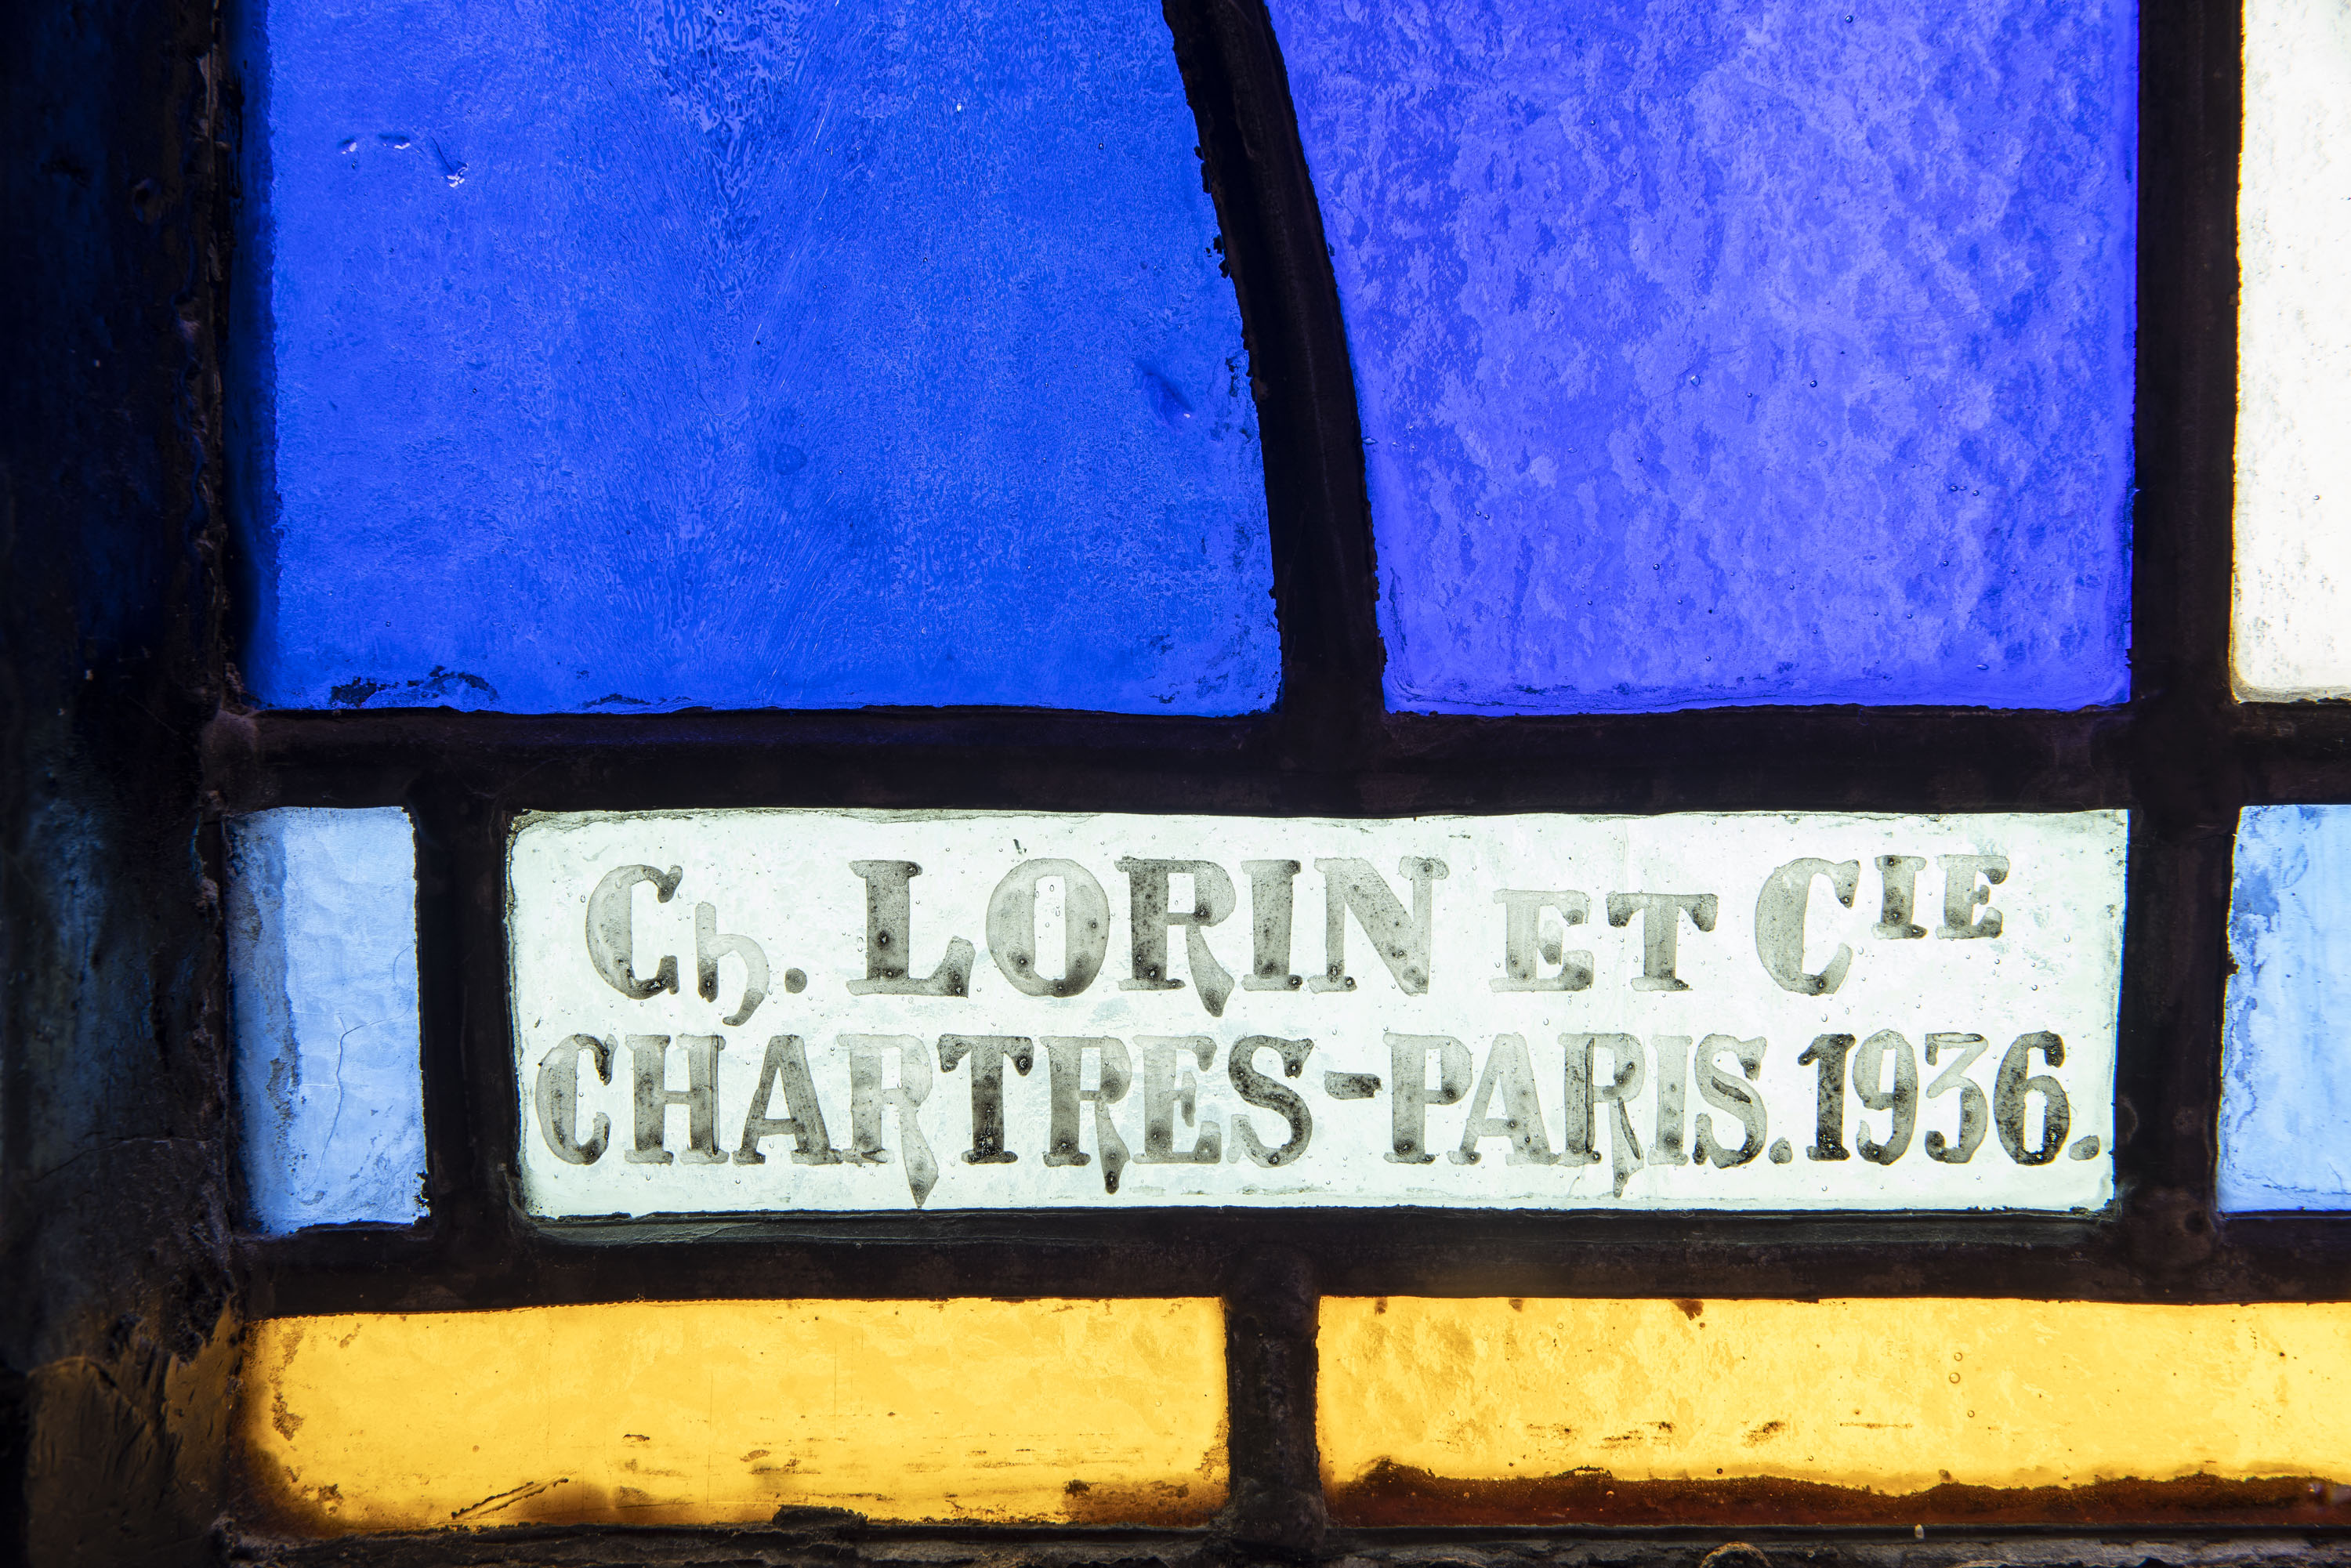 Ch. LORIN ET CIE
CHARTRES-PARIS.1936.